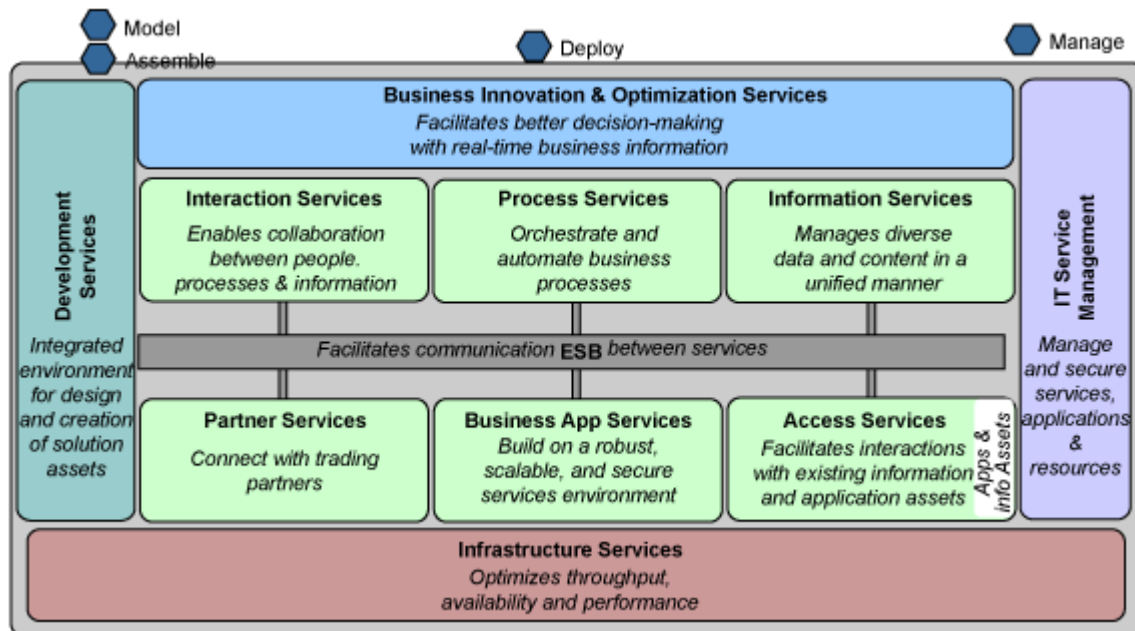 Model
Assemble
Deploy
Manage
Development
Services
Integrated
environment
for design
and creation
of solution
assets
Business Innovation & Optimization Services
Facilitates better decision-making
with real-time business information
Interaction Services
Enables collaboration
between people.
processes & information
Process Services
Orchestrate and
automate business
processes
Information Services
Manages diverse
data and content in a
unified manner
Facilitates communication ESB between services
Partner Services
Connect with trading
partners
Business App Services
Build on a robust,
scalable, and secure
services environment
Access Services
Facilitates interactions
with existing information
and application assets
Apps &
info Assets
IT Service
Management
Manage
and secure
services,
applications
&
resources
Infrastructure Services
Optimizes throughput,
availability and performance